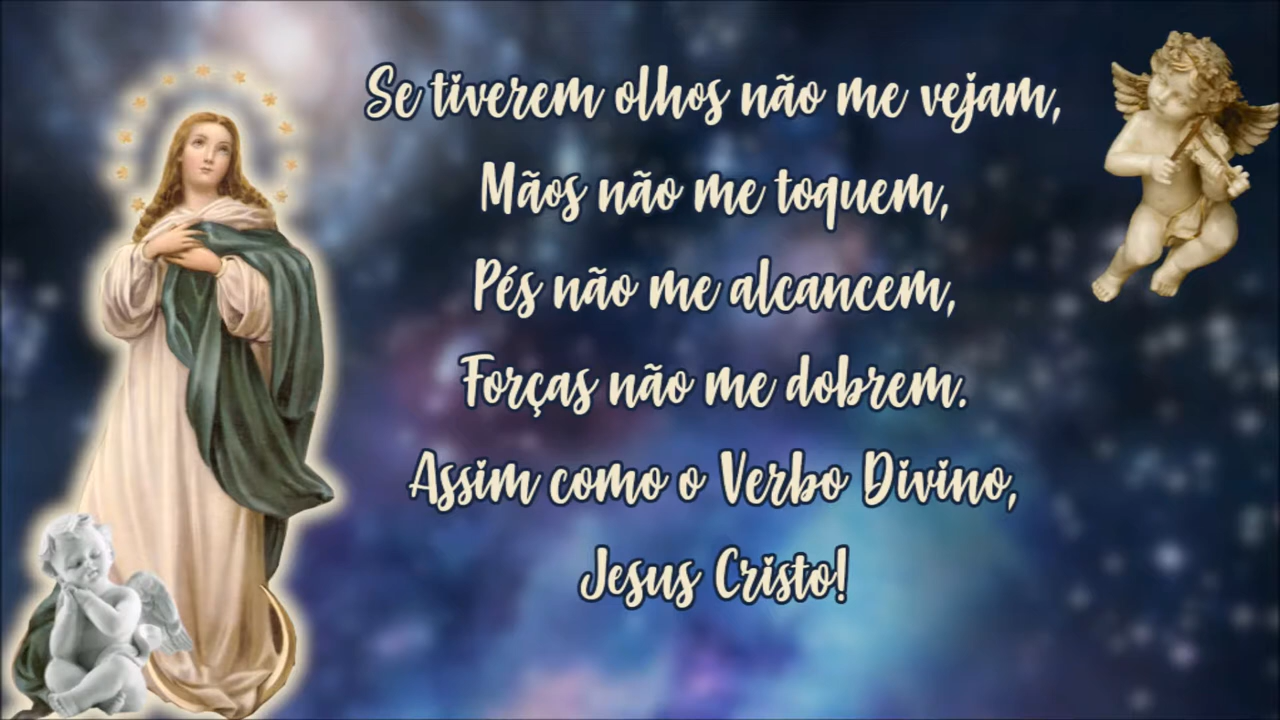 Se tiverem olhos não me vejam,
Mãos não me toquem,
Pés não me alcancem,
Forças não me dobrem.
Assim como o Verbo Divino,
Jesus Cristo!